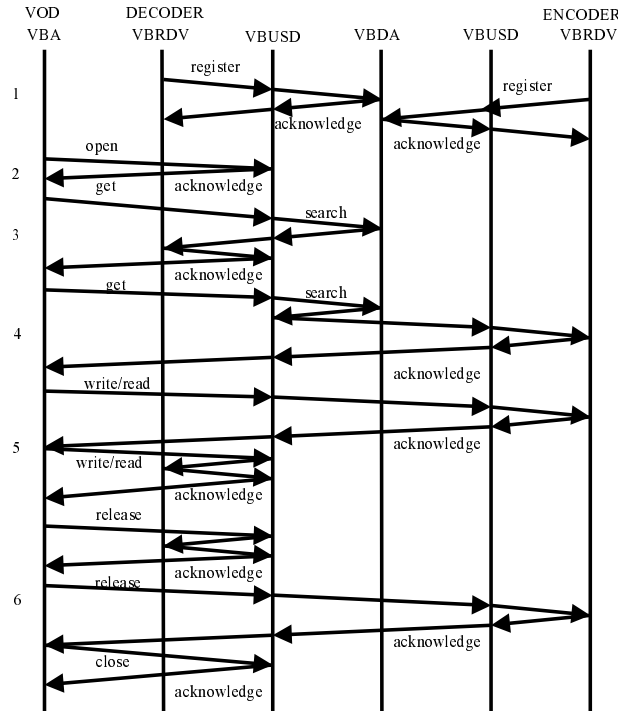 VOD DECODER ENCODER
VBA VBRDV VBUSD VBDA VBUSD VBRDV
register
1 register
acknowledge
acknowledge
open
2
get acknowledge
search
3
acknowledge
get search
4
acknowledge
write/read
acknowledge
5
write/read
acknowledge
release
acknowledge
release
6
acknowledge
close
acknowledge